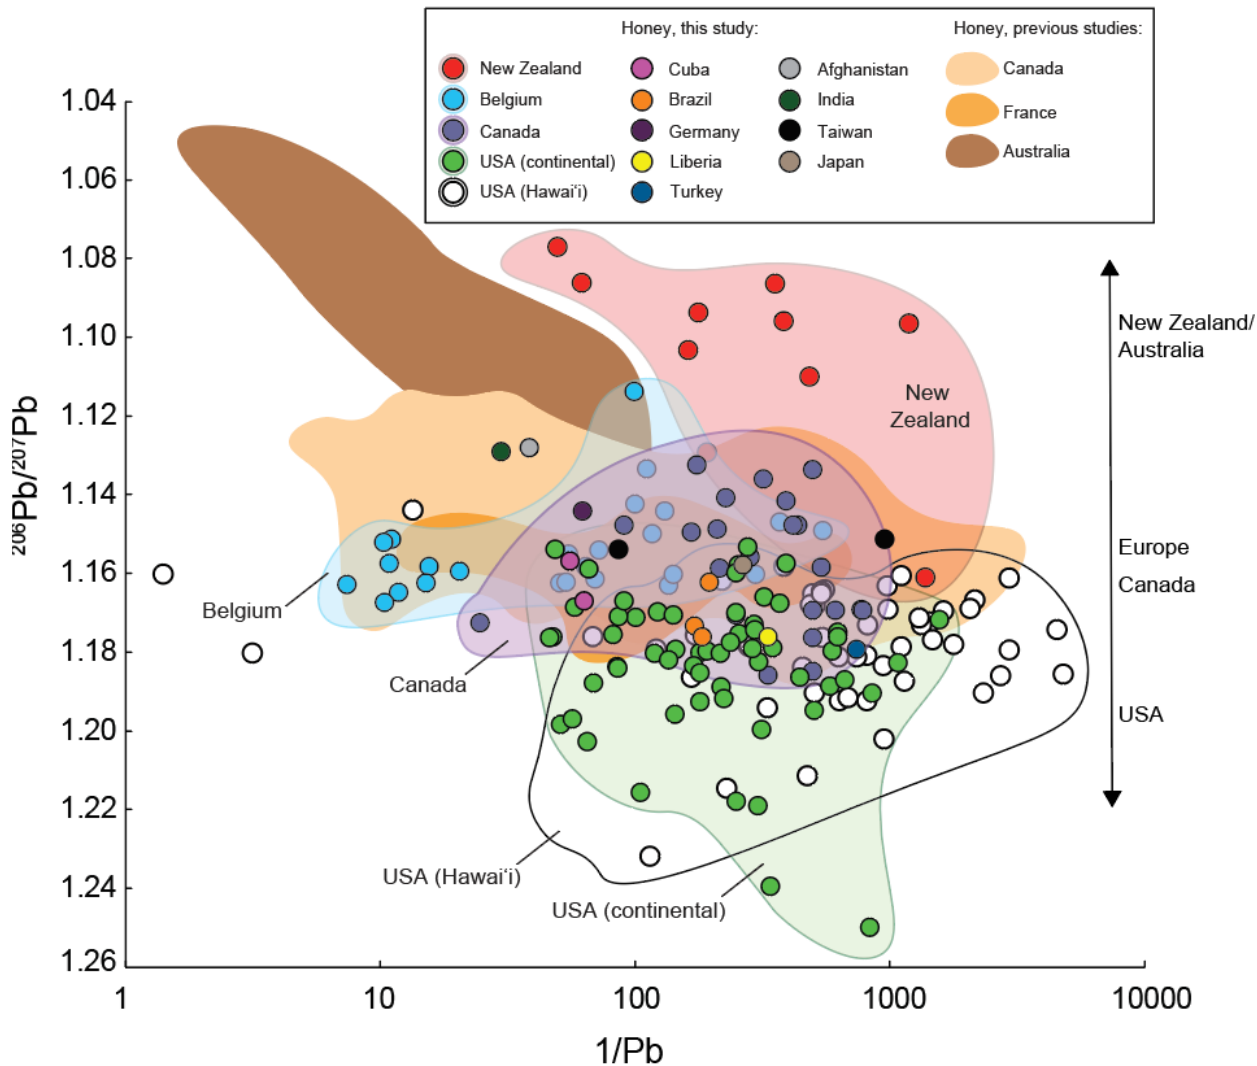 Honey, this study:
Honey, previous studies:
New Zealand
Cuba
Afghanistan
Canada
Belgium
Brazil
India
France
Canada
Germany
Taiwan
Australia
USA (continental)
Liberia
Japan
USA (Hawai'i)
Turkey
1.04
1.06
1.08
1.10
1.12
1.14
1.16
1.18
1.20
1.22
1.24
1.26
²⁰⁶Pb/²⁰⁷Pb
New Zealand/
Australia
New
Zealand
Europe
Canada
Belgium
Canada
USA
USA (Hawai'i)
USA (continental)
1
10
100
1000
10000
1/Pb